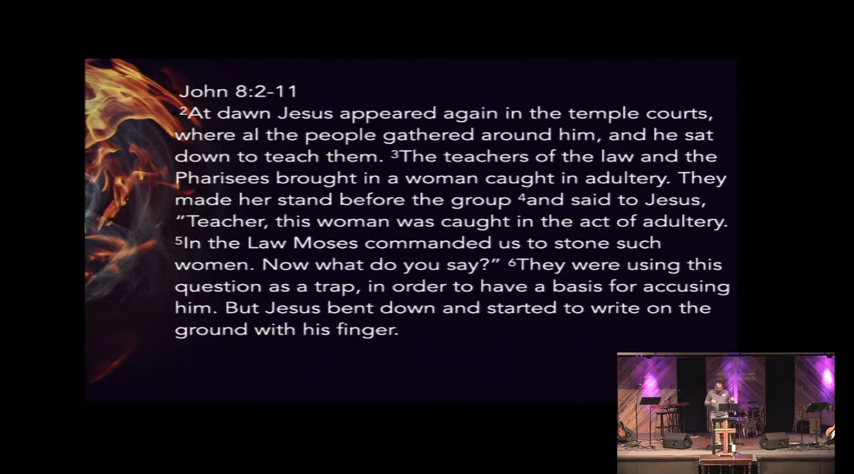 John 8:2-11
²At dawn Jesus appeared again in the temple courts,
where al the people gathered around him, and he sat
down to teach them. ³The teachers of the law and the
Pharisees brought in a woman caught in adultery. They
made her stand before the group ⁴and said to Jesus,
“Teacher, this woman was caught in the act of adultery.
⁵In the Law Moses commanded us to stone such
women. Now what do you say?” ⁶They were using this
question as a trap, in order to have a basis for accusing
him. But Jesus bent down and started to write on the
ground with his finger.